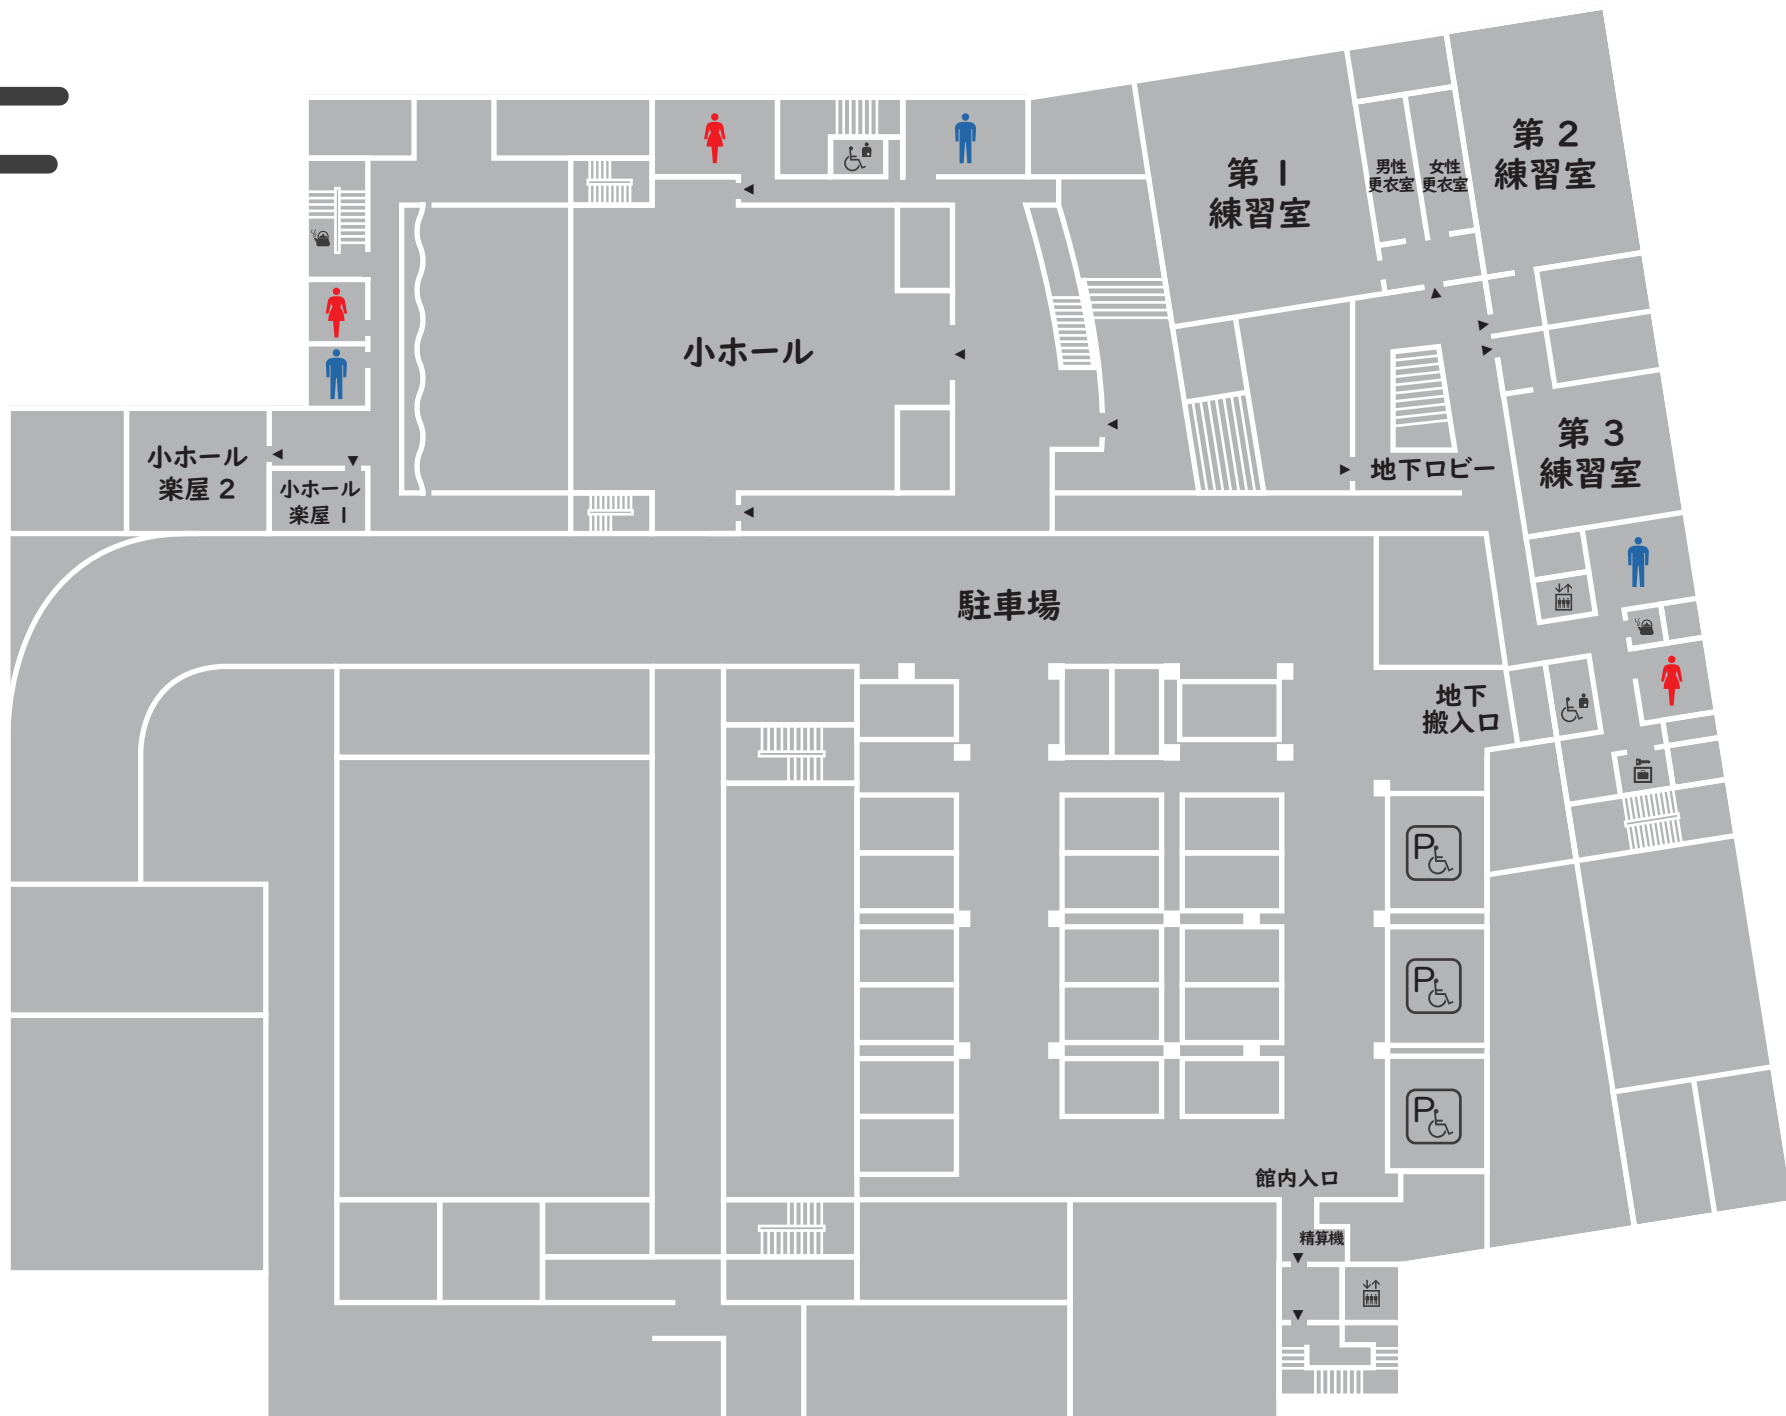 第2
練習室
男性
更衣室
女性
更衣室
第1
練習室
小ホール
第3
練習室
小ホール
楽屋2
小ホール
楽屋1
地下ロビー
駐車場
地下
搬入口
P
P
P
館内入口
精算機